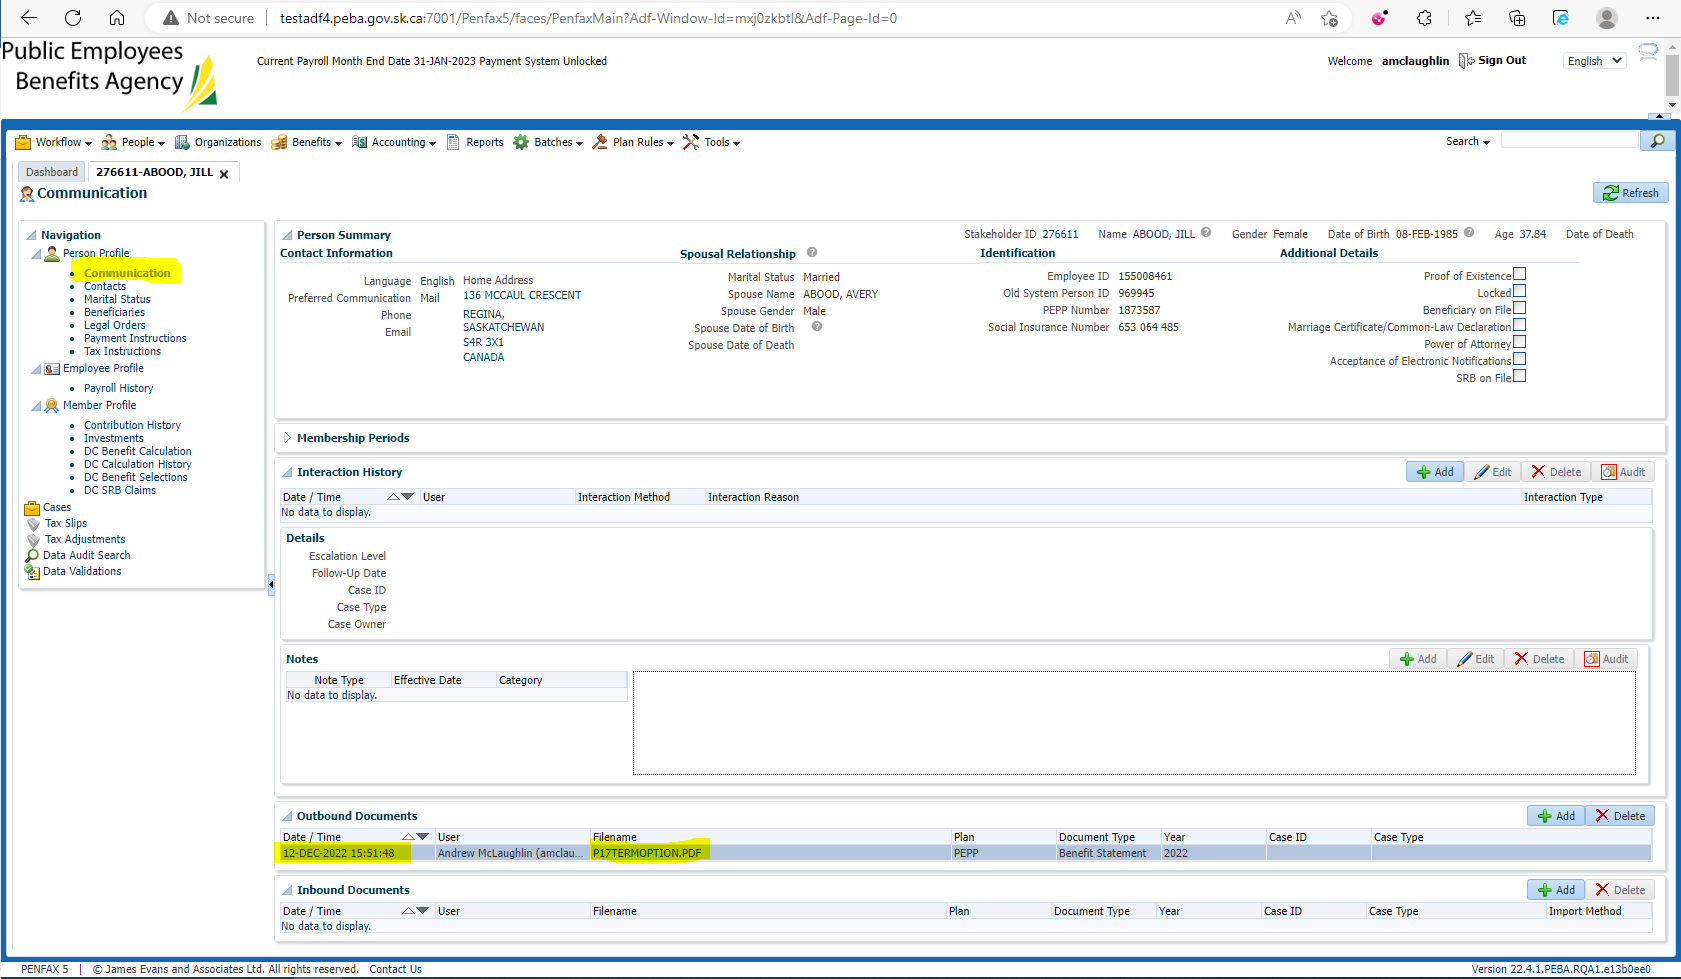 Not secure | testadf4.peba.gov.sk.ca:7001/Penfax5/faces/PenfaxMain?Adf-Window-Id=mxj0zkbtl&Adf-Page-Id=0
Public Employees
Benefits Agency
Current Payroll Month End Date 31-JAN-2023 Payment System Unlocked
Welcome amclaughlin Sign Out English
Workflow People Organizations Benefits Accounting Reports Batches Plan Rules Tools Search
Dashboard 276611-ABOOD, JILL
Communication
Refresh
Navigation
Person Profile
Communication
Contacts
Marital Status
Beneficiaries
Legal Orders
Payment Instructions
Tax Instructions
Employee Profile
Payroll History
Member Profile
Contribution History
Investments
DC Benefit Calculation
DC Calculation History
DC Benefit Selections
DC SRB Claims
Cases
Tax Slips
Tax Adjustments
Data Audit Search
Data Validations
Person Summary
Stakeholder ID 276611 Name ABOOD, JILL Gender Female Date of Birth 08-FEB-1985 Age 37.84 Date of Death
Contact Information
Language English
Preferred Communication Mail
Phone
Email
Home Address
136 MCCAUL CRESCENT
REGINA,
SASKATCHEWAN
S4R 3X1
CANADA
Spousal Relationship
Marital Status Married
Spouse Name ABOOD, AVERY
Spouse Gender Male
Spouse Date of Birth
Spouse Date of Death
Identification
Employee ID 155008461
Old System Person ID 969945
PEPP Number 1873587
Social Insurance Number 653 064 485
Additional Details
Proof of Existence
Locked
Beneficiary on File
Marriage Certificate/Common-Law Declaration
Power of Attorney
Acceptance of Electronic Notifications
SRB on File
Membership Periods
Interaction History
Add Edit Delete Audit
Date / Time User Interaction Method Interaction Reason Interaction Type
No data to display.
Details
Escalation Level
Follow-Up Date
Case ID
Case Type
Case Owner
Notes
Add Edit Delete Audit
Note Type Effective Date Category
No data to display.
Outbound Documents
Add Delete
Date / Time User Filename Plan Document Type Year Case ID Case Type
12-DEC-2022 15:51:48 Andrew McLaughlin (amclau... P17TERMOPTION.PDF PEPP Benefit Statement 2022
Inbound Documents
Add Delete
Date / Time User Filename Plan Document Type Year Case ID Case Type Import Method
No data to display.
PENFAX 5 | © James Evans and Associates Ltd. All rights reserved. Contact Us
Version 22.4.1.PEBA.RQA1.e13b0ee0